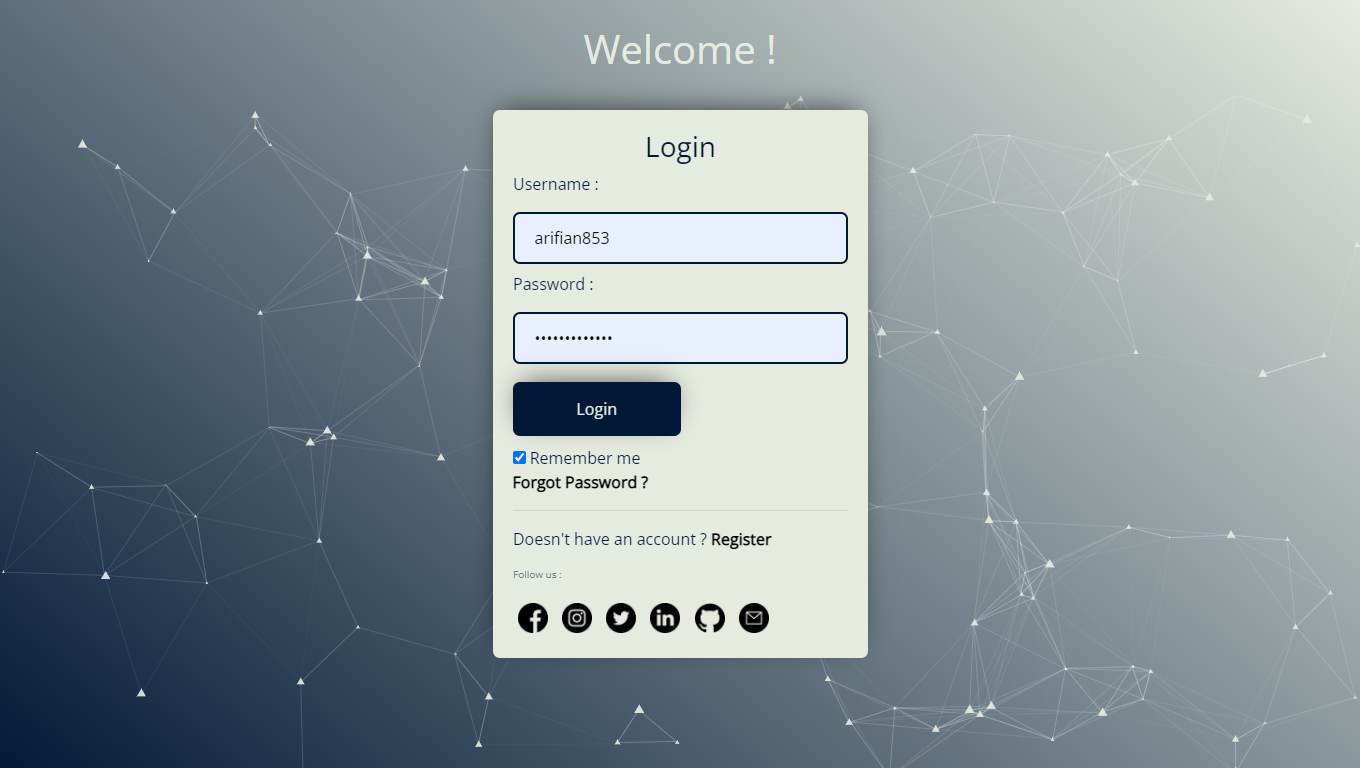 Welcome !
Login
Username :
arifian853
Password :
•••••••••••••
Login
Remember me
Forgot Password ?
Doesn't have an account ? Register
Follow us :